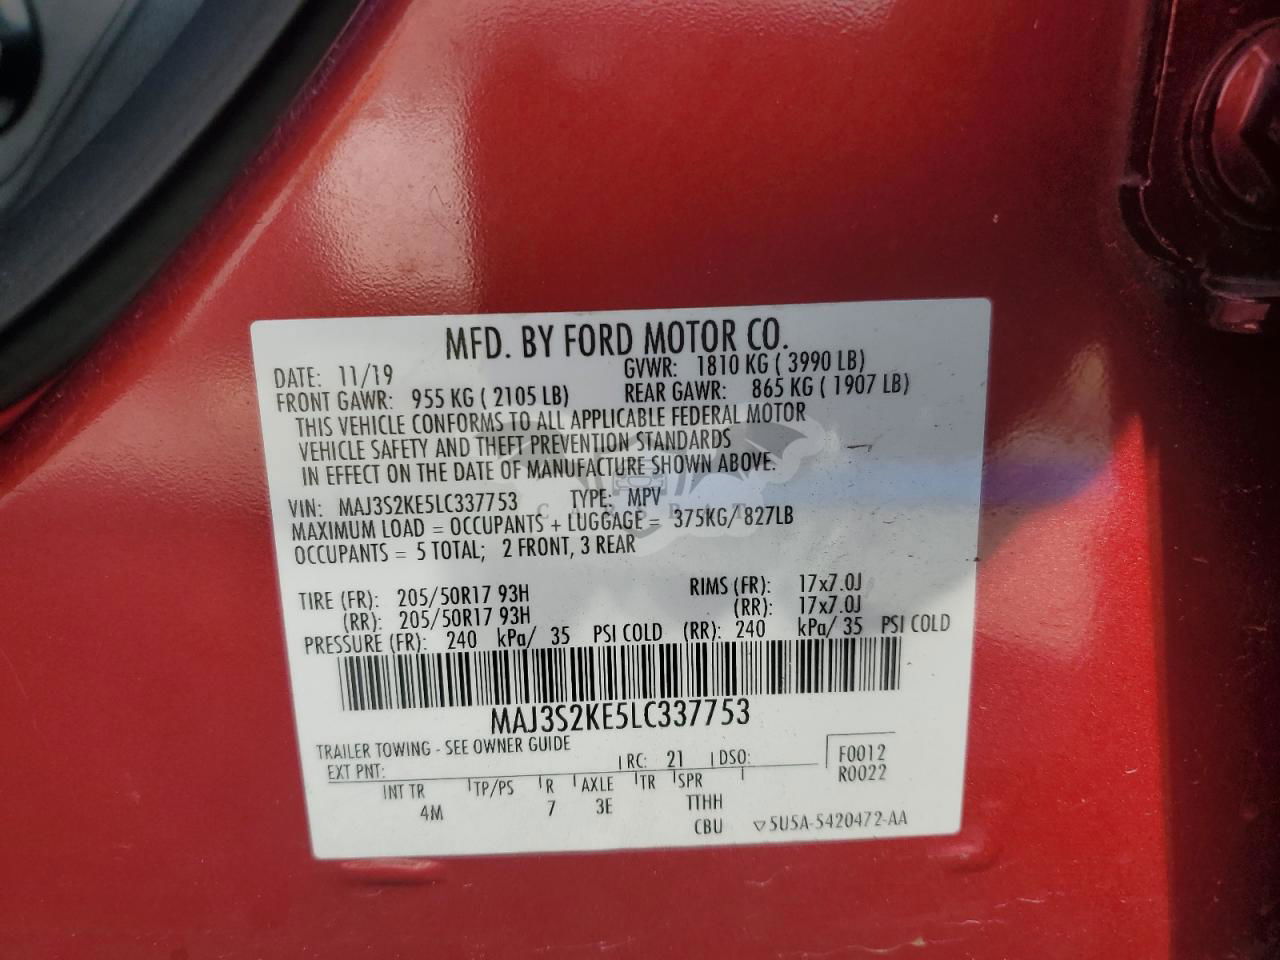 MFD. BY FORD MOTOR CO.
DATE: 11/19 GVWR: 1810 KG ( 3990 LB)
FRONT GAWR: 955 KG ( 2105 LB) REAR GAWR: 865 KG ( 1907 LB)
THIS VEHICLE CONFORMS TO ALL APPLICABLE FEDERAL MOTOR
VEHICLE SAFETY AND THEFT PREVENTION STANDARDS
IN EFFECT ON THE DATE OF MANUFACTURE SHOWN ABOVE.
VIN: MAJ3S2KE5LC337753 TYPE: MPV
MAXIMUM LOAD = OCCUPANTS + LUGGAGE = 375KG/ 827LB
OCCUPANTS = 5 TOTAL; 2 FRONT, 3 REAR
TIRE (FR): 205/50R17 93H RIMS (FR): 17x7.0J
(RR): 205/50R17 93H (RR): 17x7.0J
PRESSURE (FR): 240 kPa/ 35 PSI COLD (RR): 240 kPa/ 35 PSI COLD
MAJ3S2KE5LC337753
TRAILER TOWING - SEE OWNER GUIDE
EXT PNT: RC: 21 DSO: F0012
R0022
INT TR TP/PS R AXLE TR SPR
4M 7 3E TTHH
CBU ▽5U5A-5420472-AA